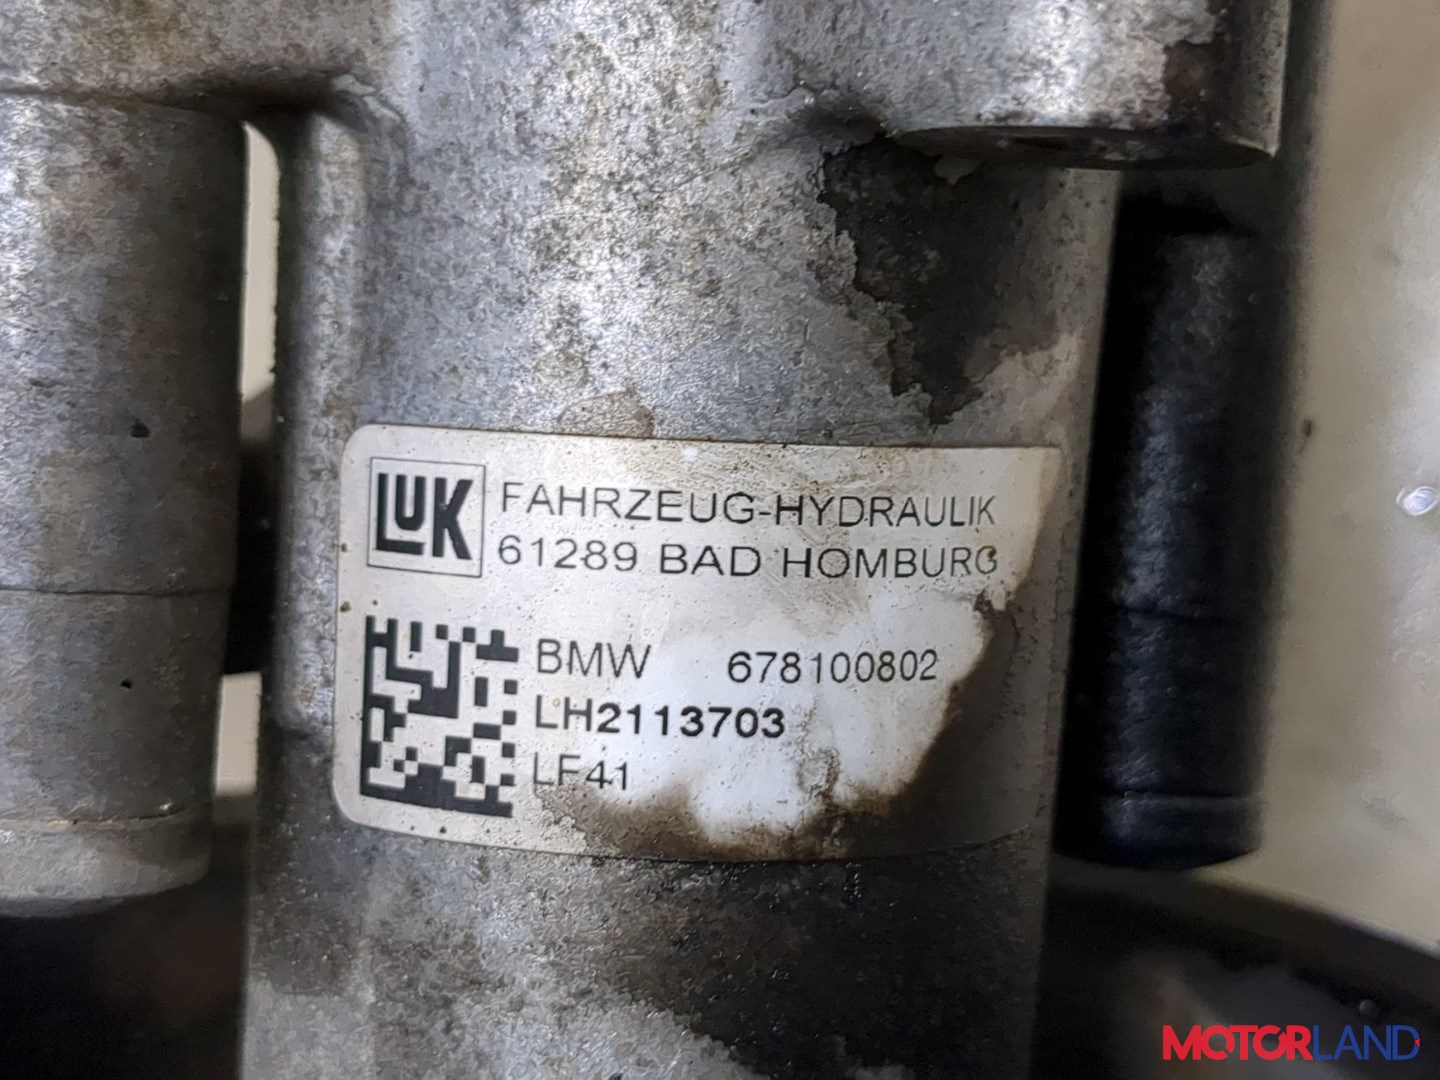 LuK FAHRZEUG-HYDRAULIK
61289 BAD HOMBURG
BMW 678100802
LH2113703
LF41
MOTORLAND